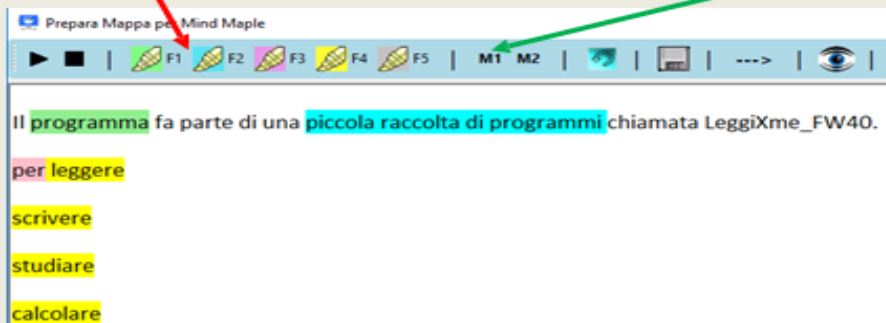 Prepara Mappa per Mind Maple
| F1 F2 F3 F4 F5 | M1 M2 | | | ---> | |
Il programma fa parte di una piccola raccolta di programmi chiamata LeggiXme_FW40.
per leggere
scrivere
studiare
calcolare